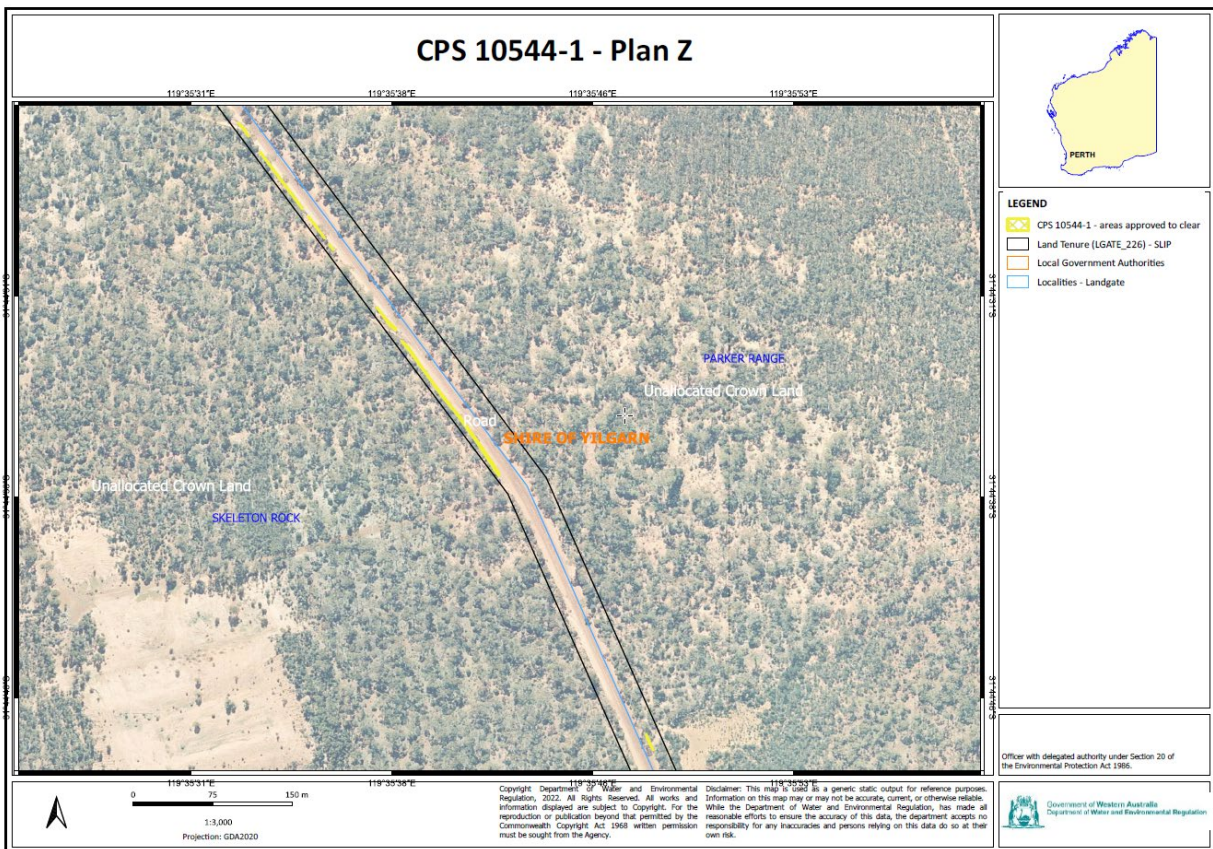 CPS 10544-1 - Plan Z
119°35'31"E
119°35'38"E
119°35'46"E
119°35'53"E
PERTH
LEGEND
CPS 10544-1 - areas approved to clear
Land Tenure (LGATE_226) - SLIP
Local Government Authorities
Localities - Landgate
31°44'31"S
PARKER RANGE
Unallocated Crown Land
Road
SHIRE OF YILGARN
Unallocated Crown Land
SKELETON ROCK
31°44'38"S
119°35'31"E
119°35'38"E
119°35'46"E
119°35'53"E
Officer with delegated authority under Section 20 of
the Environmental Protection Act 1986.
0 75 150 m
1:3,000
Projection: GDA2020
Copyright Department of Water and Environmental
Regulation, 2022. All Rights Reserved. All works and
information displayed are subject to Copyright. For the
reproduction or publication beyond that permitted by the
Commonwealth Copyright Act 1968 written permission
must be sought from the Agency.
Disclaimer: This map is used as a generic static output for reference purposes.
Information on this map may or may not be accurate, current, or otherwise reliable.
While the Department of Water and Environmental Regulation, has made all
reasonable efforts to ensure the accuracy of this data, the department accepts no
responsibility for any inaccuracies and persons relying on this data do so at their
own risk.
Government of Western Australia
Department of Water and Environmental Regulation